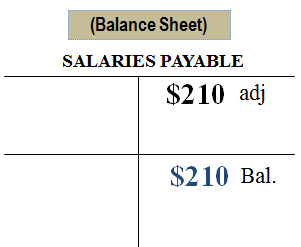 (Balance Sheet)
SALARIES PAYABLE
$210 adj
$210 Bal.